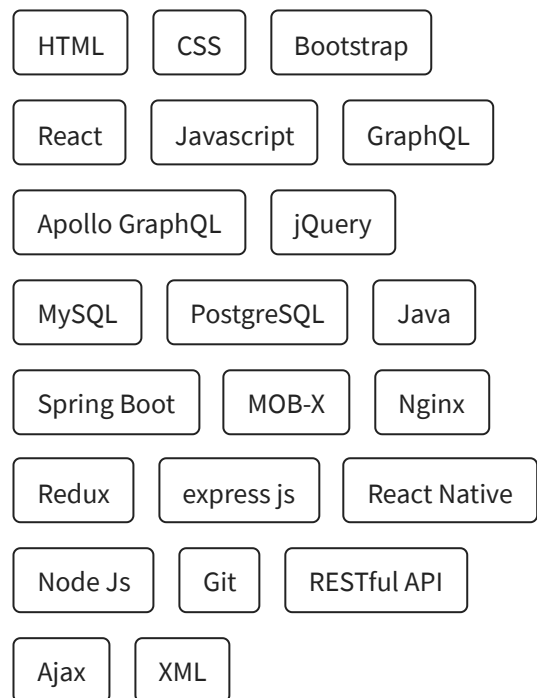 HTML CSS Bootstrap
React Javascript GraphQL
Apollo GraphQL jQuery
MySQL PostgreSQL Java
Spring Boot MOB-X Nginx
Redux express js React Native
Node Js Git RESTful API
Ajax XML